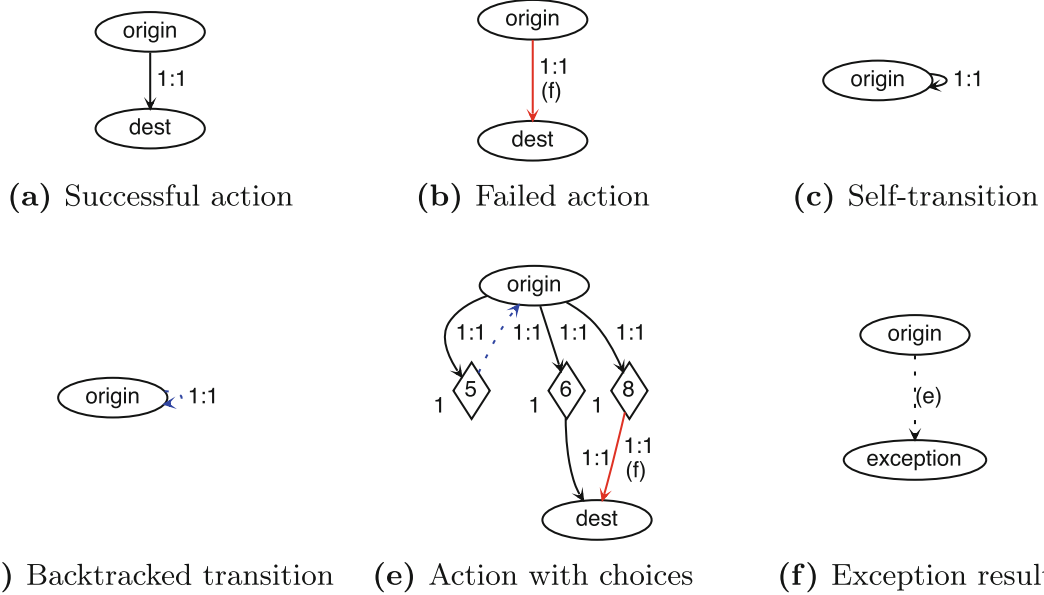 origin
1:1
dest
(a) Successful action
origin
1:1
(f)
dest
(b) Failed action
origin
1:1
(c) Self-transition
origin
1:1
) Backtracked transition
origin
1:1
1:1
1:1
1:1
5
6
8
1
1
1
1:1
1:1
(f)
dest
(e) Action with choices
origin
(e)
exception
(f) Exception result